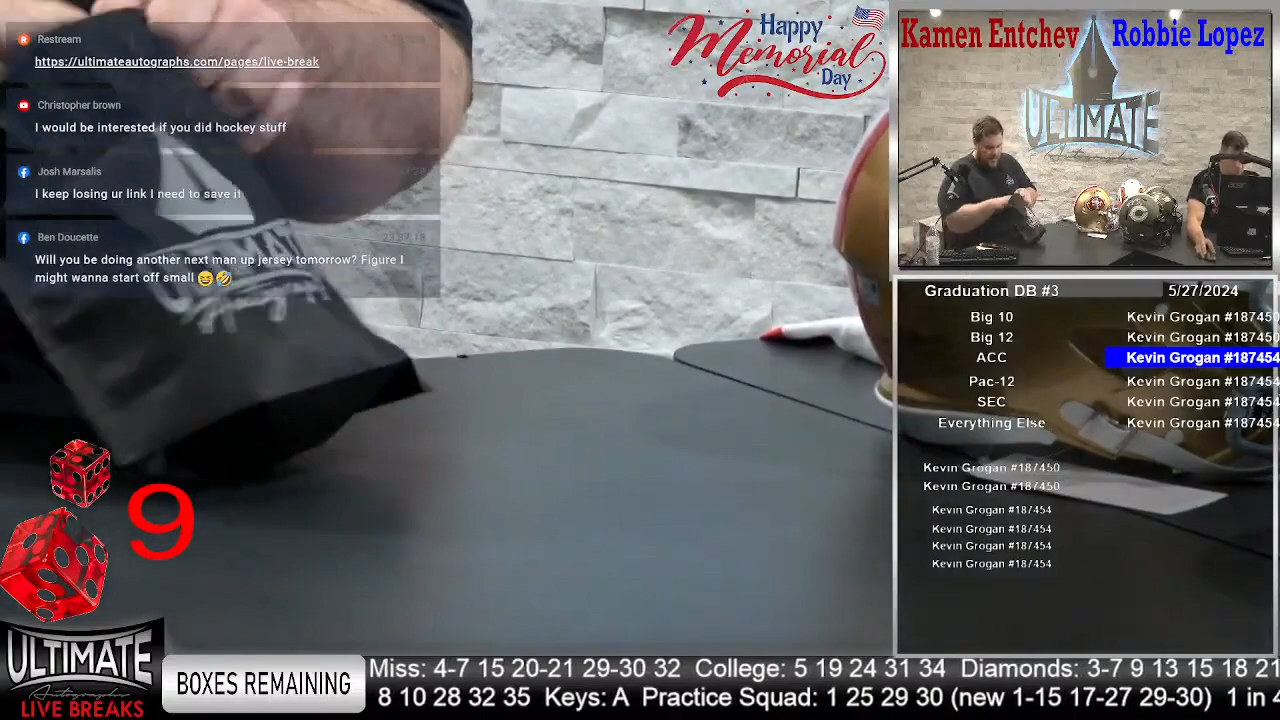 Restream
https://ultimateautographs.com/pages/live-break
Christopher brown
I would be interested if you did hockey stuff
Josh Marsalis
I keep losing ur link I need to save it
Ben Doucette
Will you be doing another next man up jersey tomorrow? Figure I
might wanna start off small 😆🤣
Happy
Memorial
Day
Kamen Entchev
Robbie Lopez
ULTIMATE
Graduation DB #3 5/27/2024
Big 10 Kevin Grogan #187450
Big 12 Kevin Grogan #187450
ACC Kevin Grogan #187454
Pac-12 Kevin Grogan #187454
SEC Kevin Grogan #187454
Everything Else Kevin Grogan #187454
Kevin Grogan #187450
Kevin Grogan #187450
Kevin Grogan #187454
Kevin Grogan #187454
Kevin Grogan #187454
Kevin Grogan #187454
9
ULTIMATE
Autographs
LIVE BREAKS
BOXES REMAINING
Miss: 4-7 15 20-21 29-30 32 College: 5 19 24 31 34 Diamonds: 3-7 9 13 15 18 21
8 10 28 32 35 Keys: A Practice Squad: 1 25 29 30 (new 1-15 17-27 29-30) 1 in 4